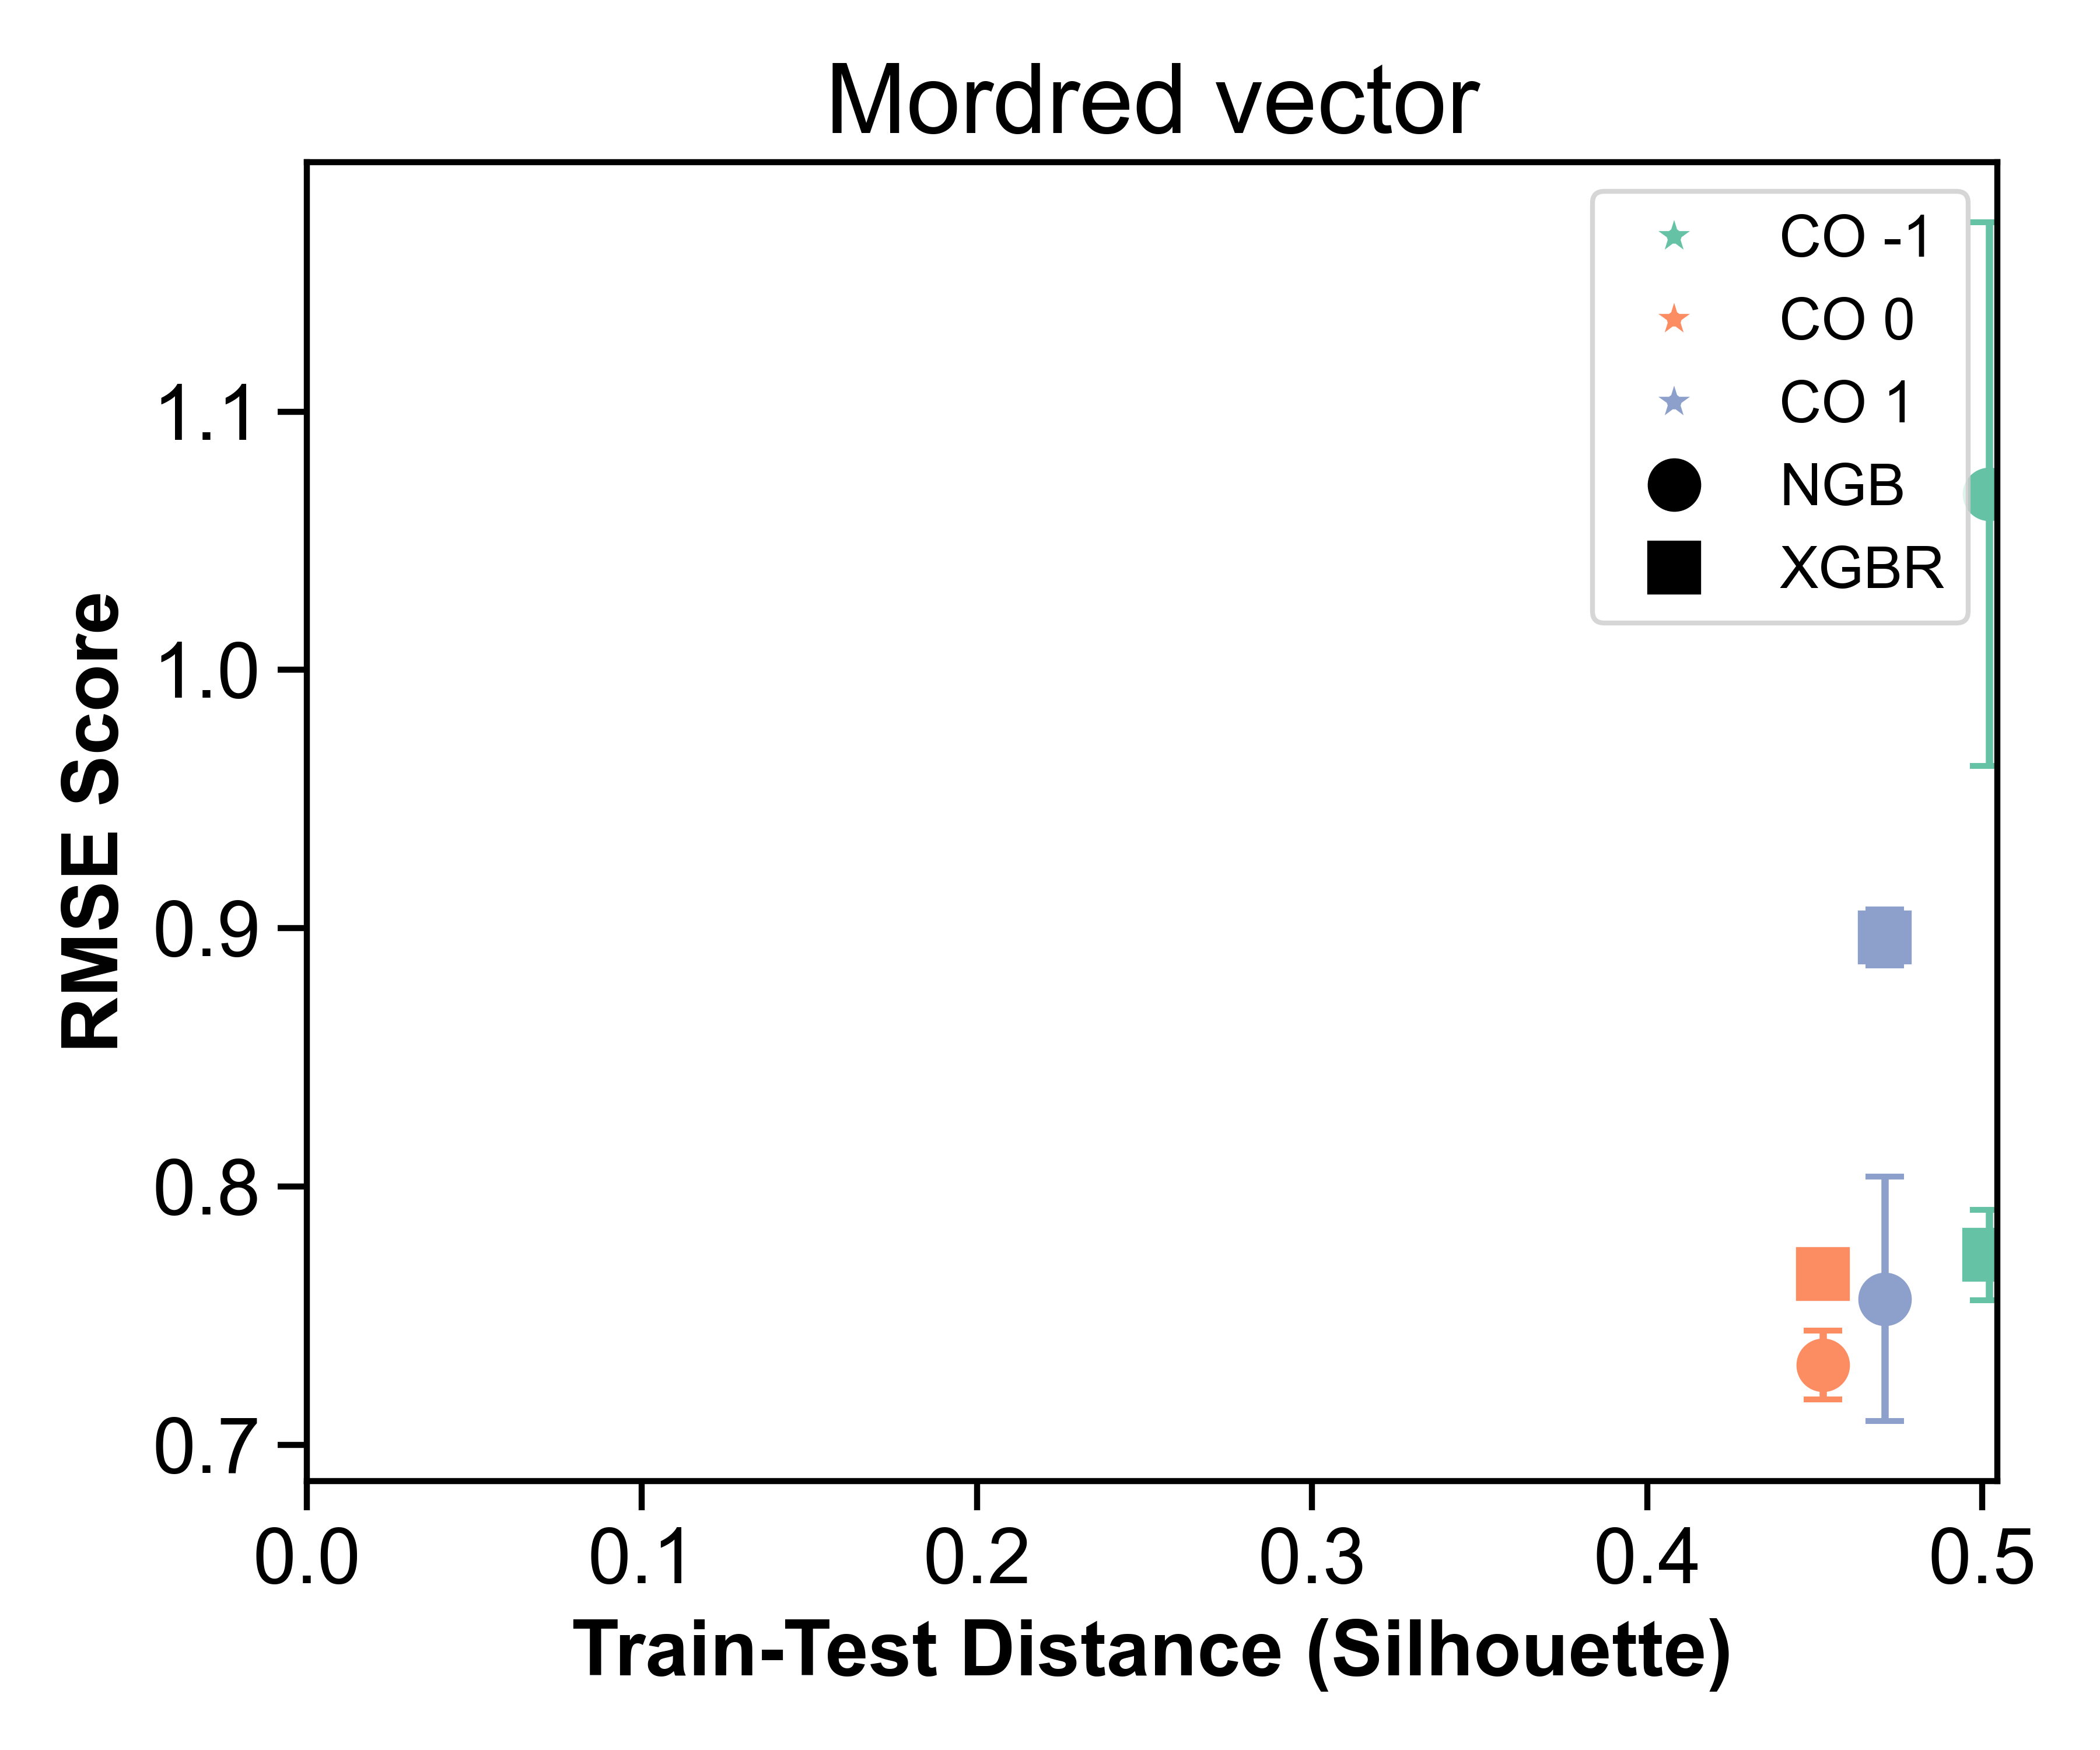 Mordred vector
CO -1
CO 0
CO 1
NGB
XGBR
RMSE Score
1.1
1.0
0.9
0.8
0.7
0.0 0.1 0.2 0.3 0.4 0.5
Train-Test Distance (Silhouette)